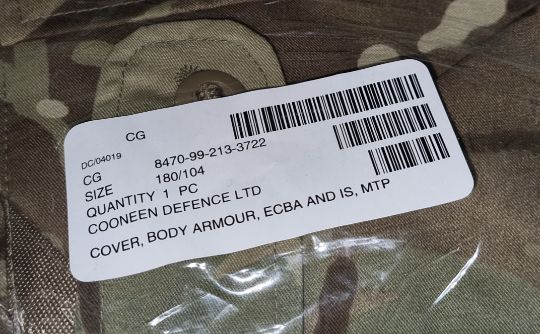 CG
DC/04019
CG 8470-99-213-3722
SIZE 180/104
QUANTITY 1 PC
COONEEN DEFENCE LTD
COVER, BODY ARMOUR, ECBA AND IS, MTP